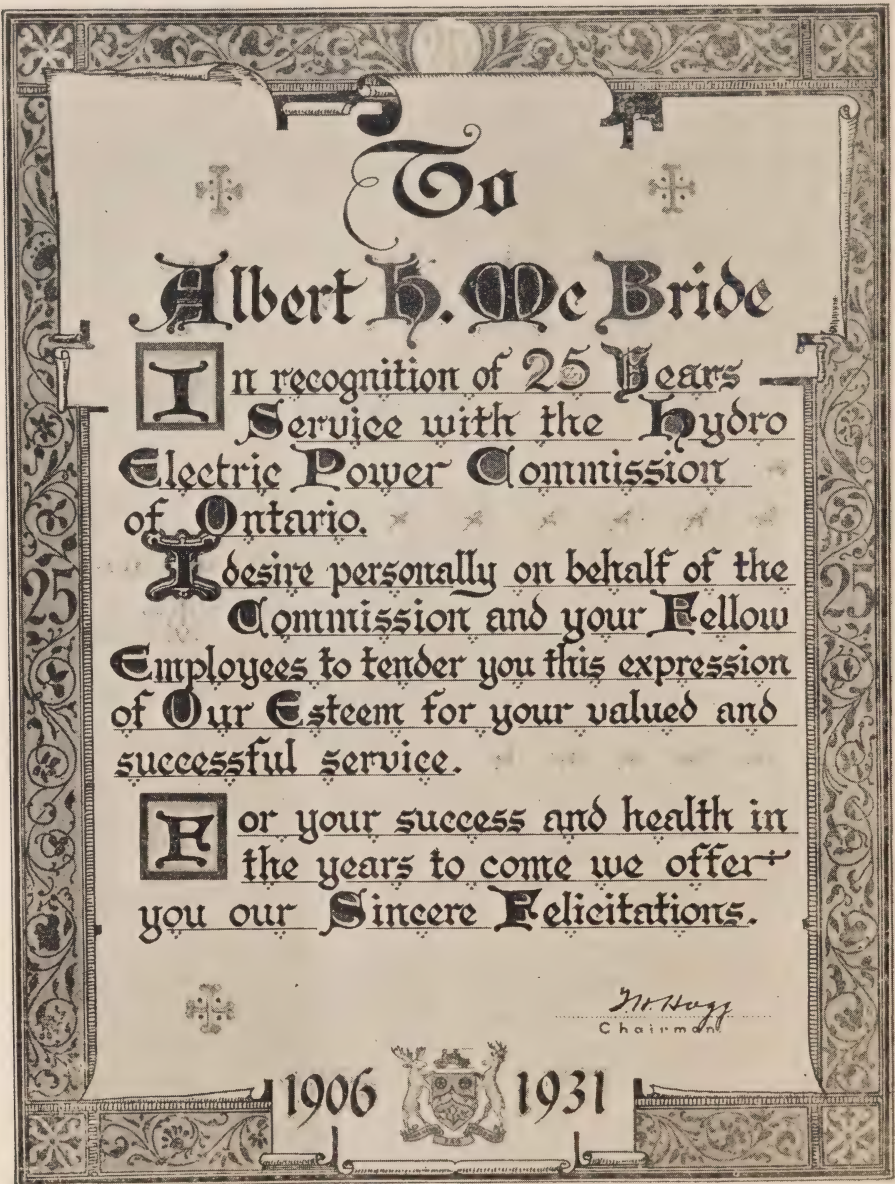 To
Albert H. Mc Bride
In recognition of 25 Years
Service with the Hydro
Electric Power Commission
of Ontario.
I desire personally on behalf of the
Commission and your Fellow
Employees to tender you this expression
of Our Esteem for your valued and
successful service.
25 25
For your success and health in
the years to come we offer
you our Sincere Felicitations.
Hogg
Chairman
1906 1931